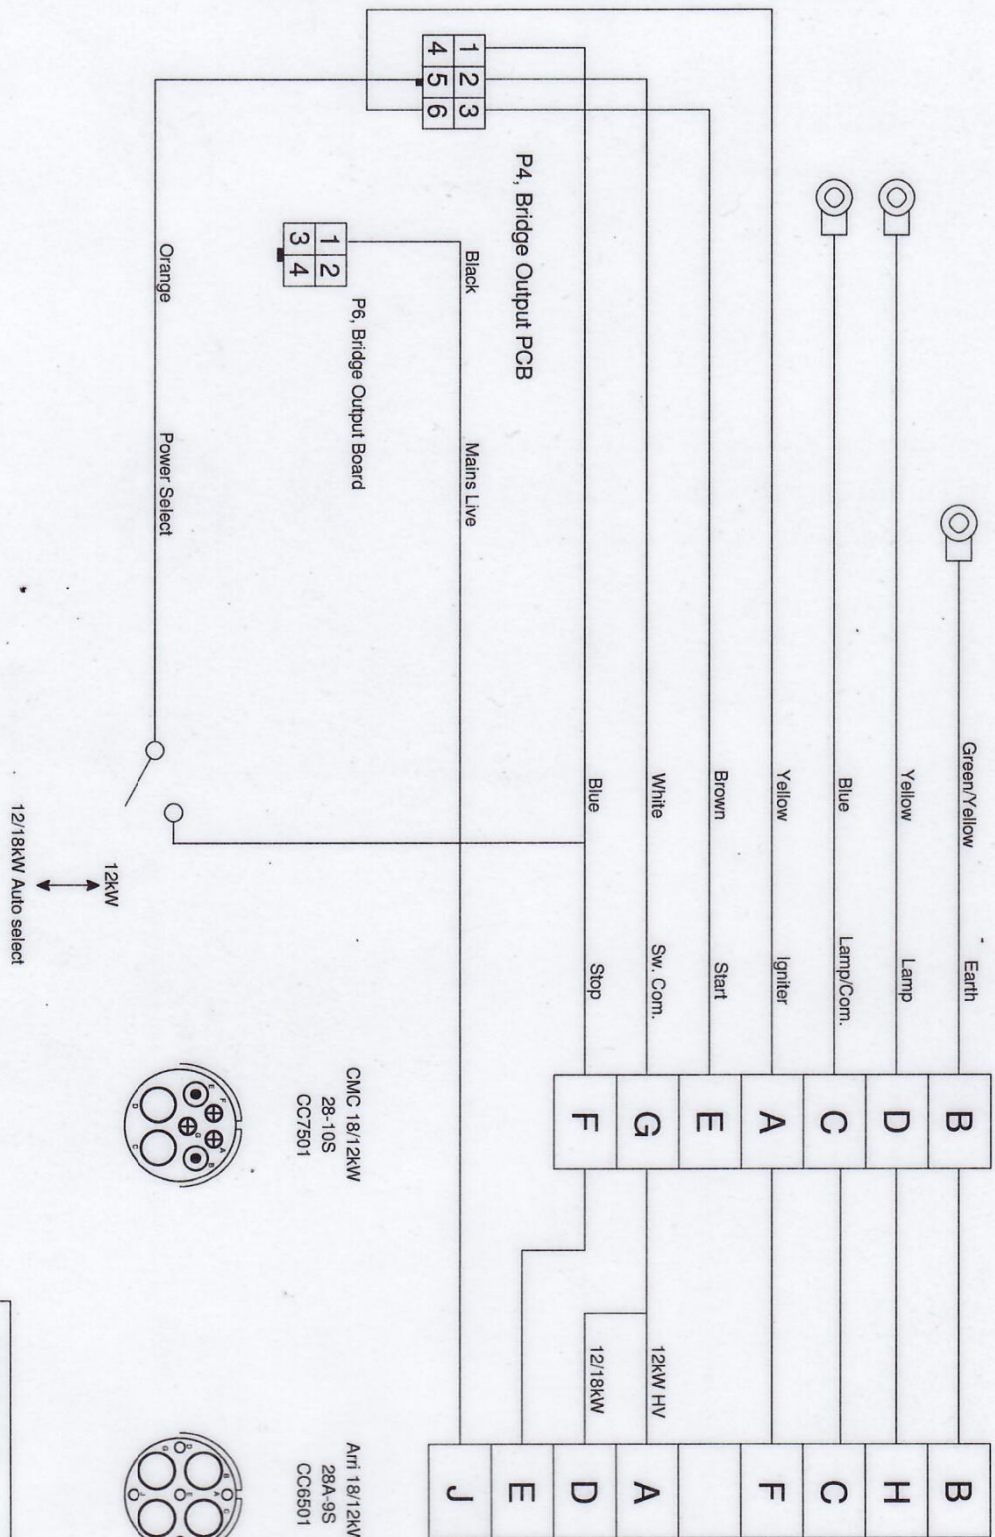 Green/Yellow Earth B B
Yellow Lamp D H
Blue Lamp/Com. C C
Yellow Igniter A F
Brown Start E
White Sw. Com. G 12kW HV A
Blue Stop F 12/18kW D
E
Black Mains Live J
P4, Bridge Output PCB
1 2 3
4 5 6
P6, Bridge Output Board
1 2
3 4
Orange Power Select
12kW
12/18kW Auto select
CMC 18/12kW
28-10S
CC7501
E F A B G D C
Arri 18/12kW
28A-9S
CC6501